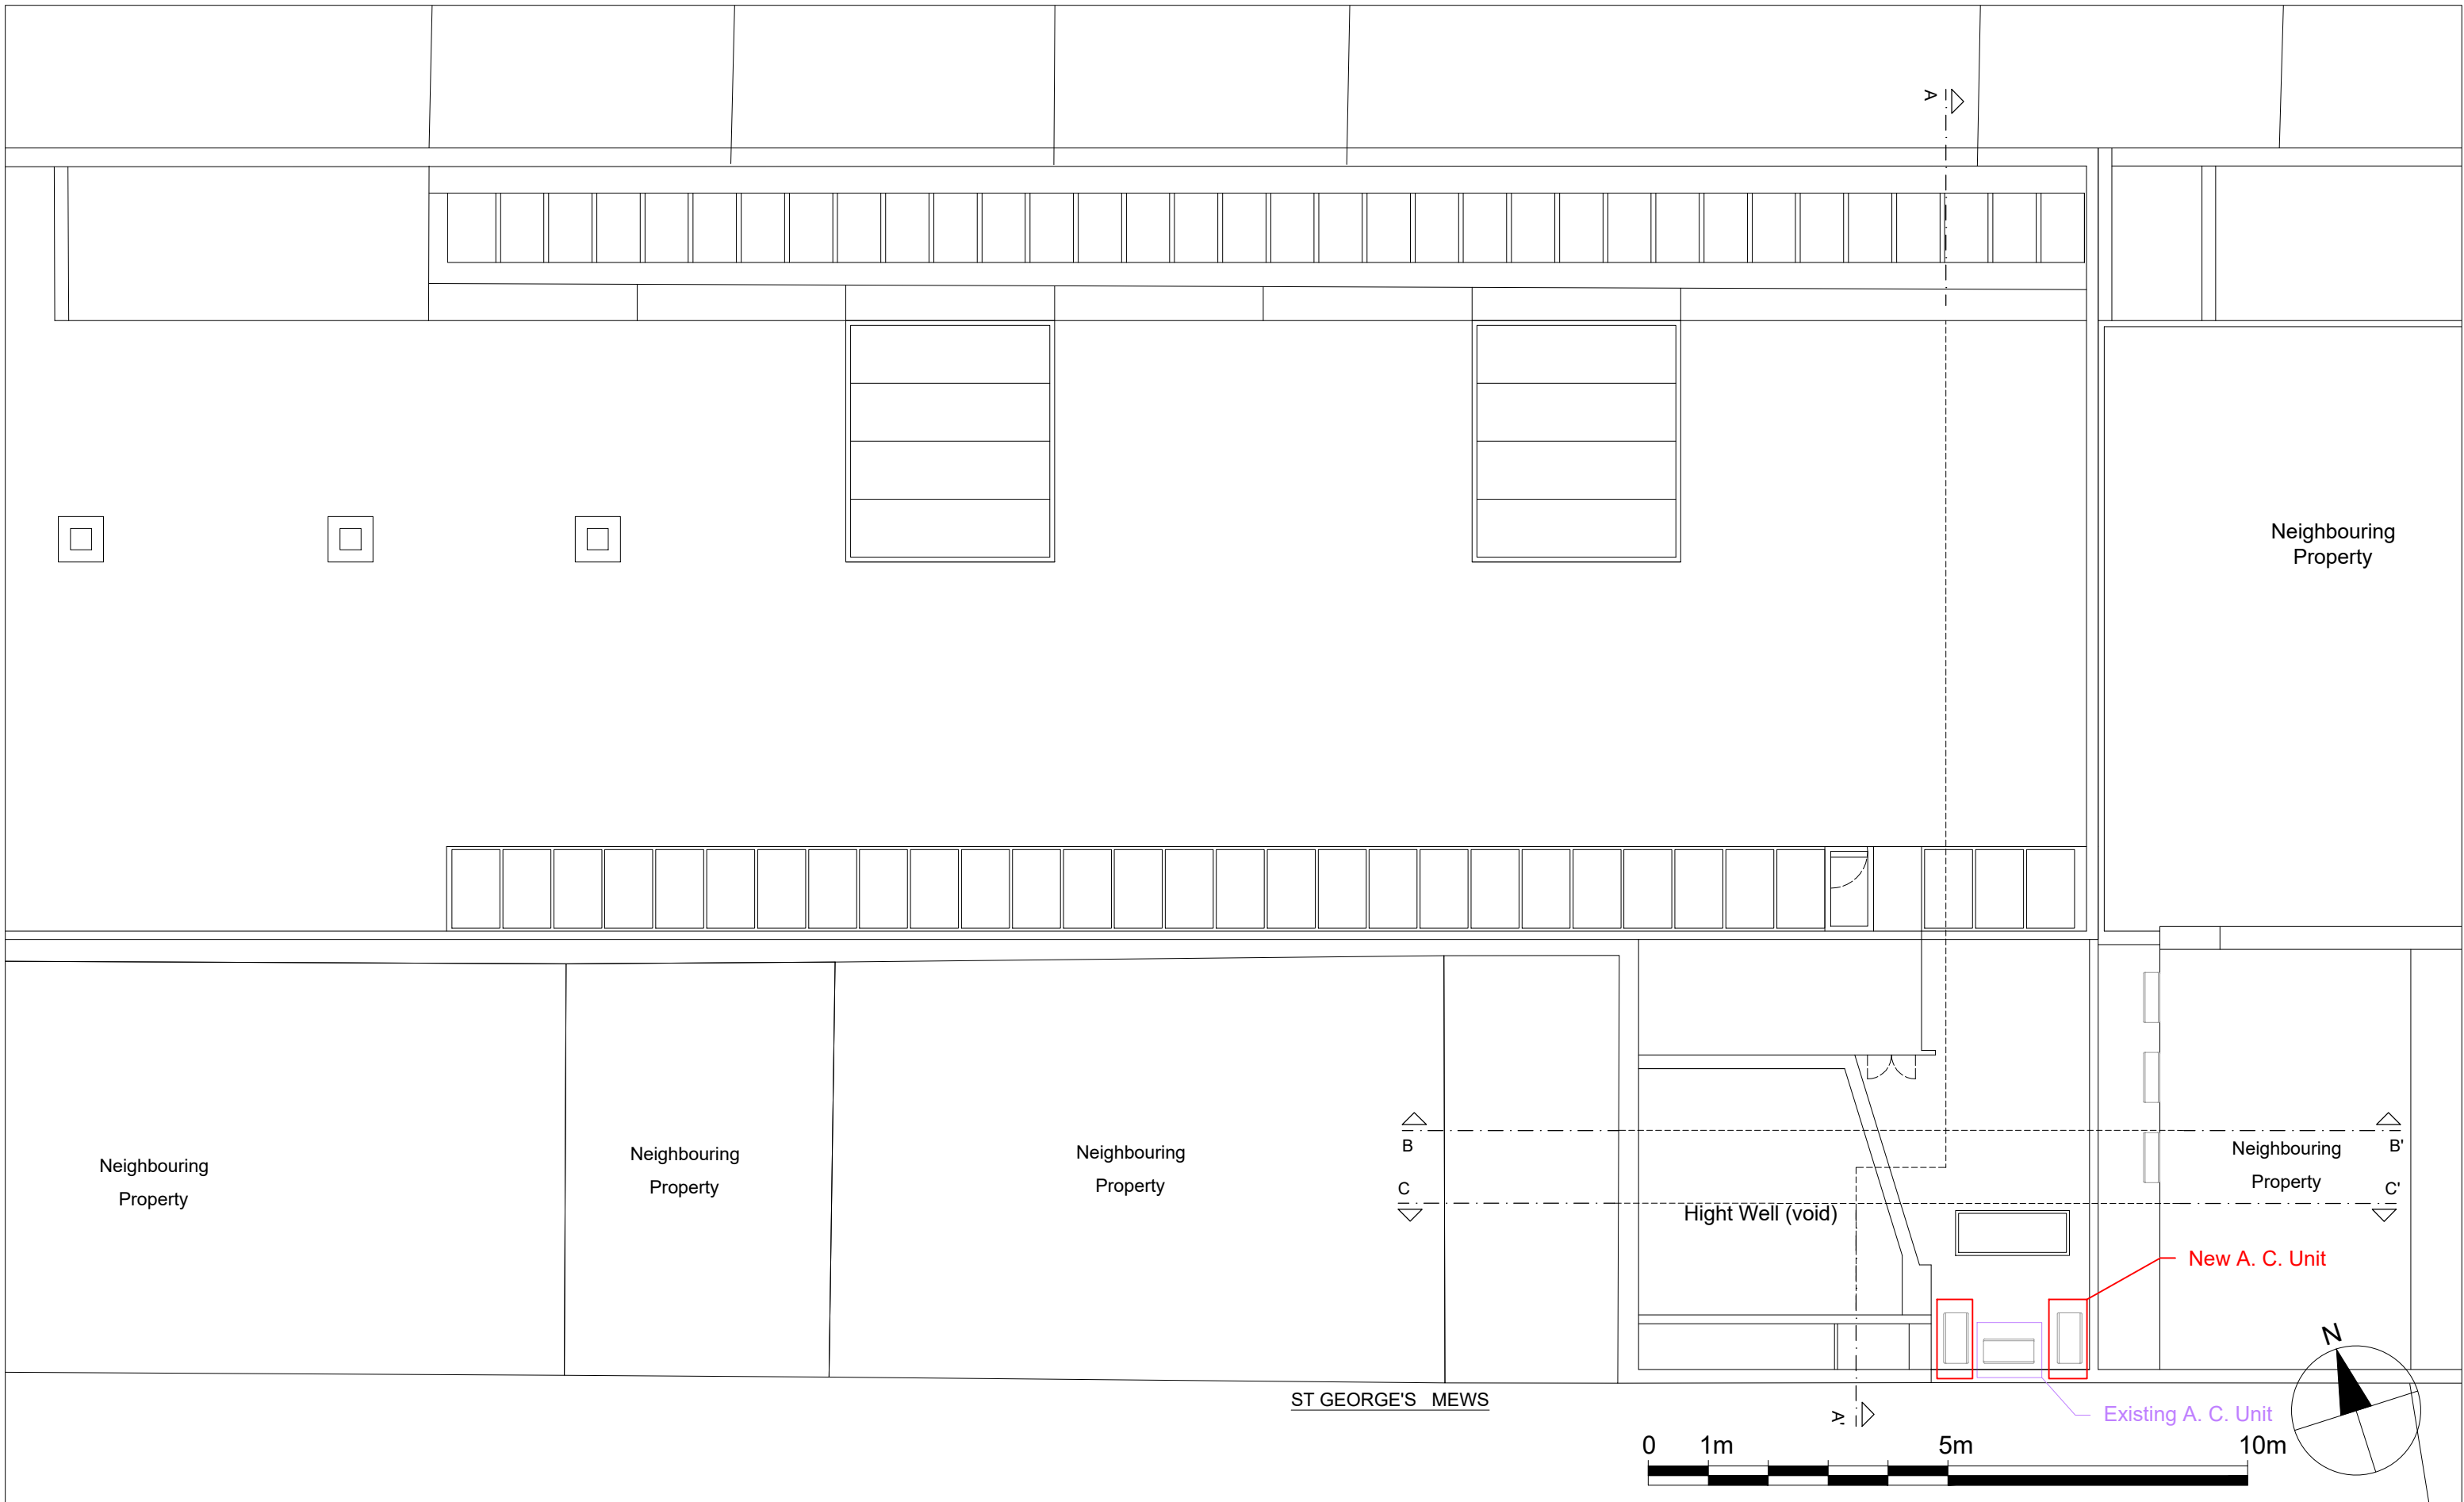 A
Neighbouring
Property
B
B'
Neighbouring
Property
Neighbouring
Property
Neighbouring
Property
Neighbouring
Property
C
C'
Hight Well (void)
New A. C. Unit
N
ST GEORGE'S MEWS
A'
Existing A. C. Unit
0 1m 5m 10m